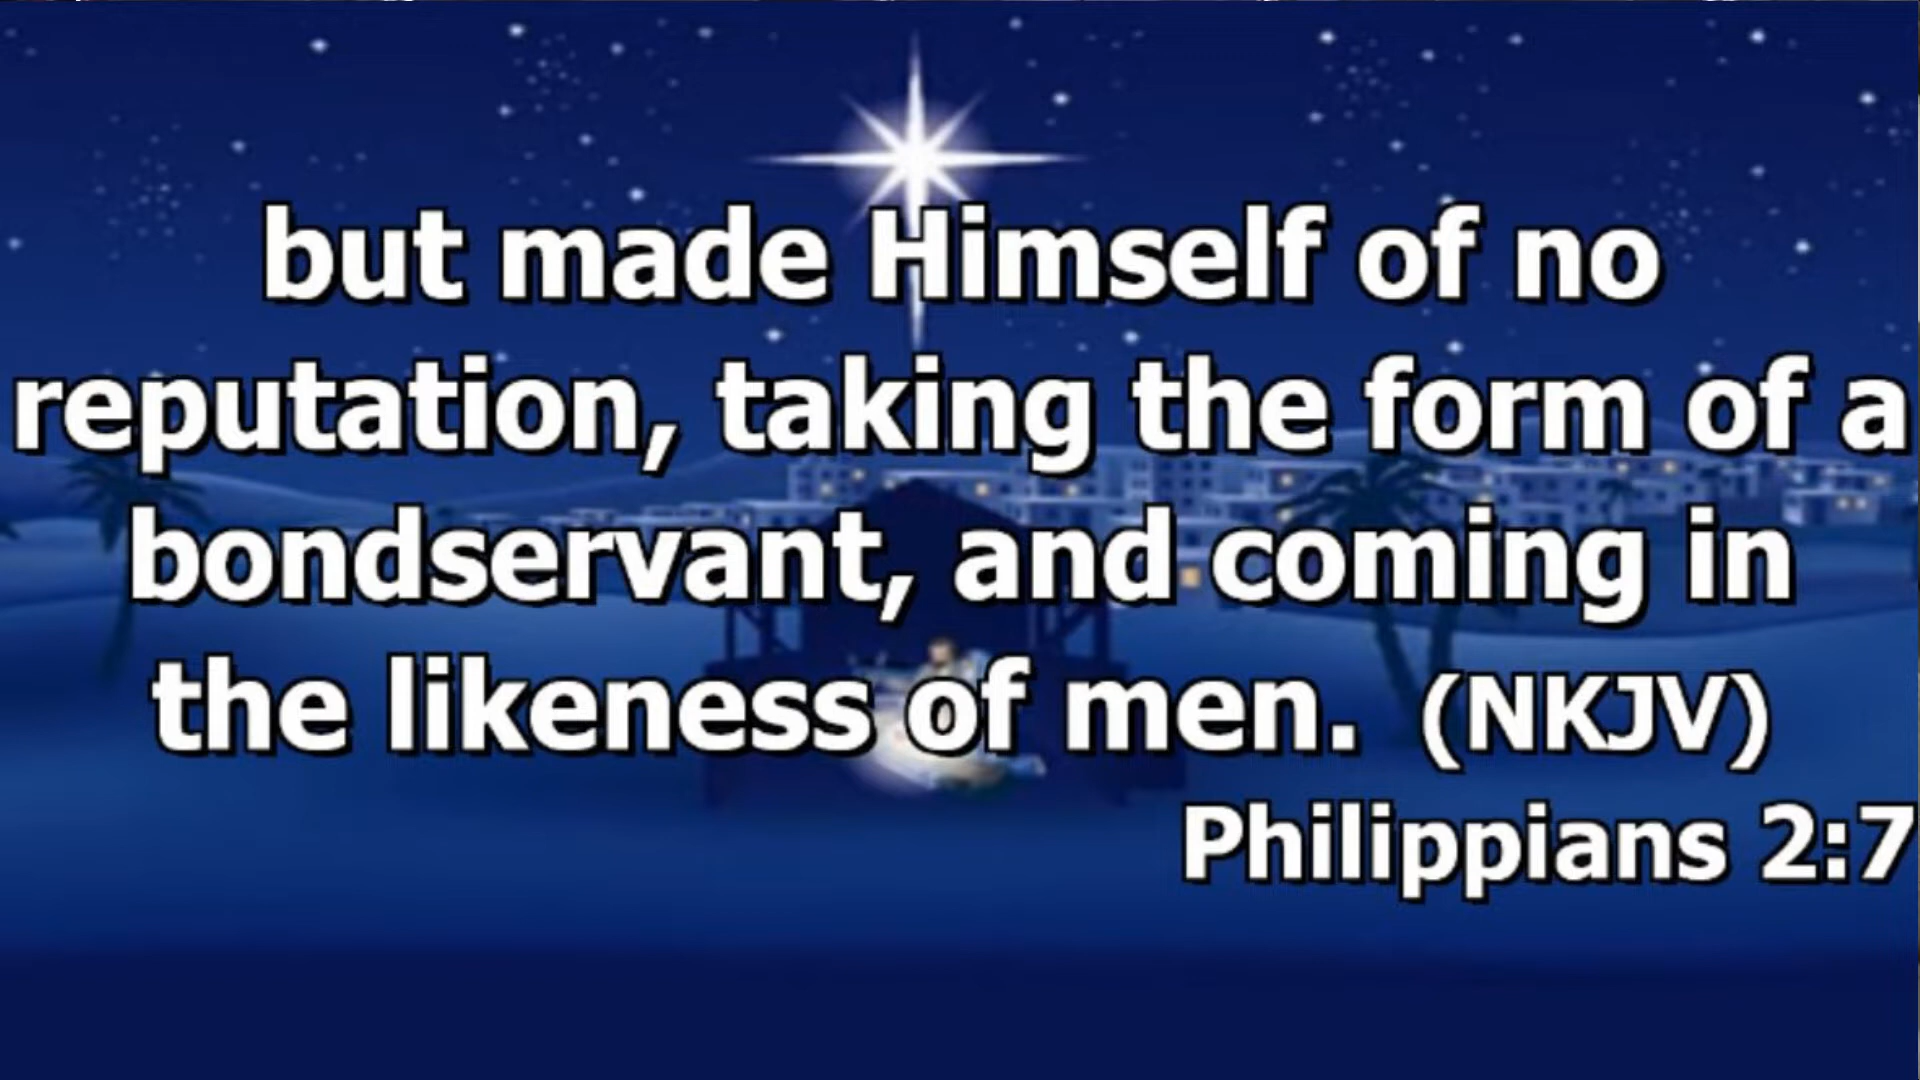 but made Himself of no
reputation, taking the form of a
bondservant, and coming in
the likeness of men. (NKJV)
Philippians 2:7